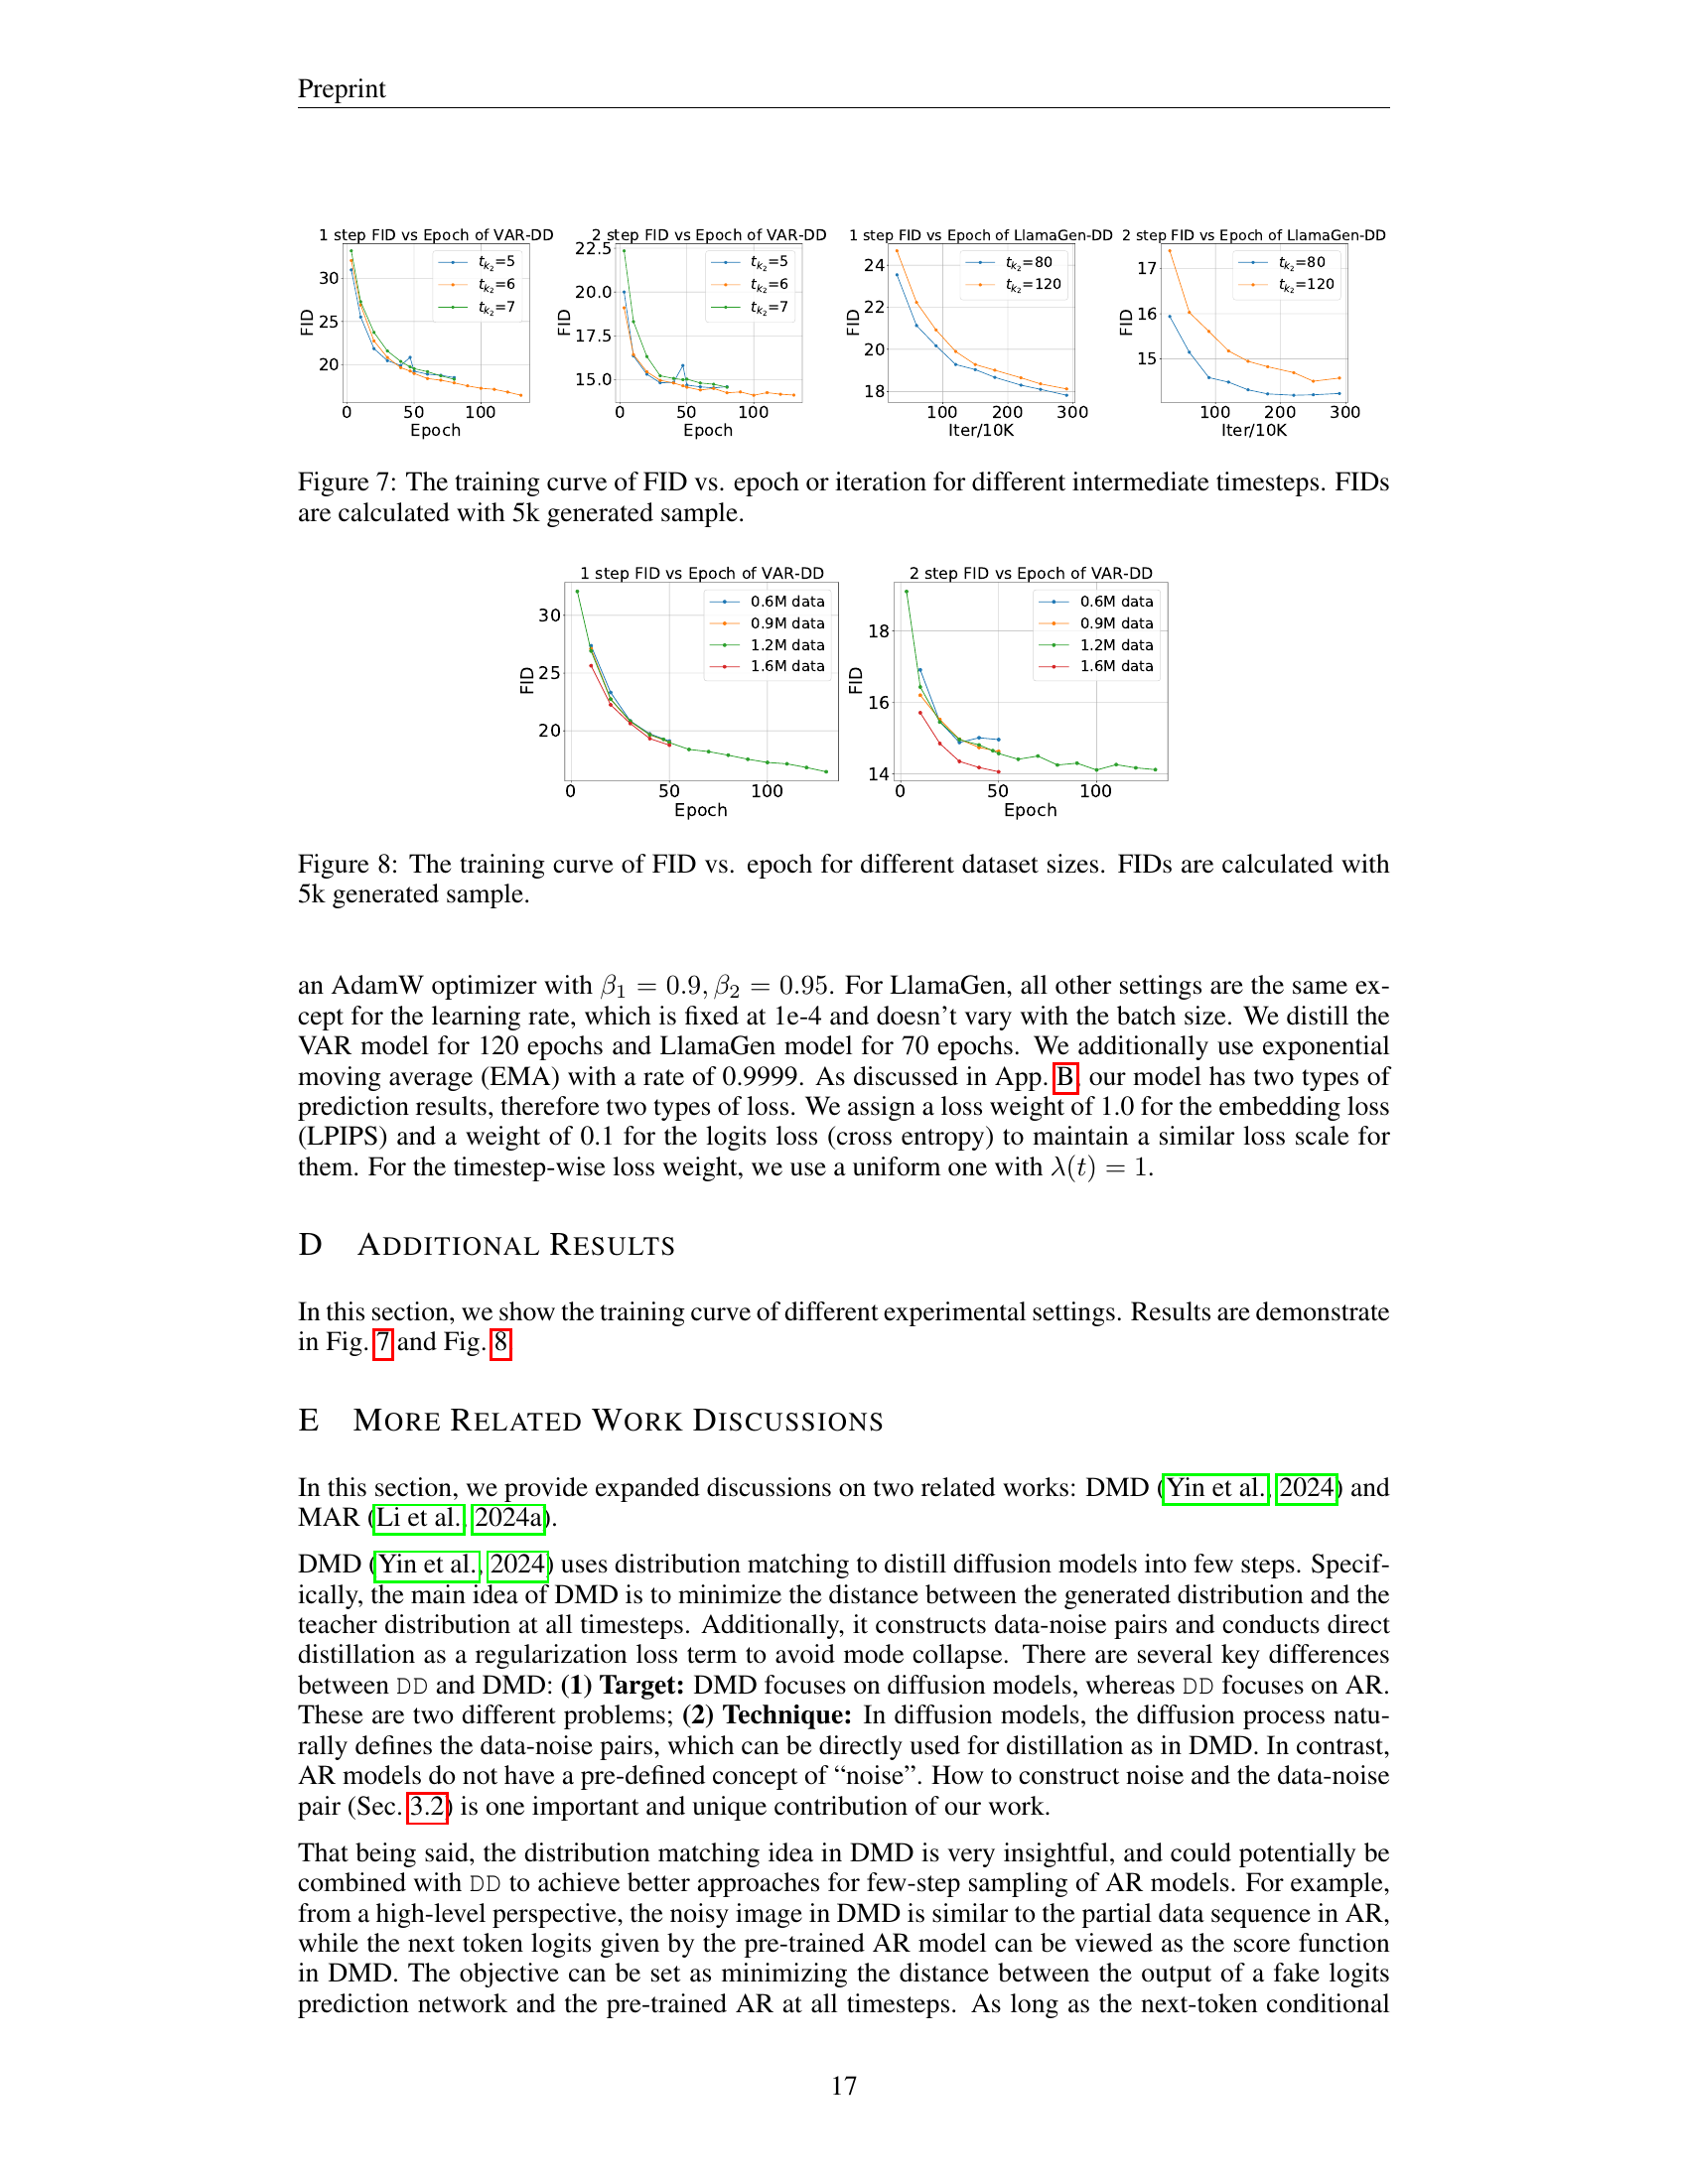 Preprint
1 step FID vs Epoch of VAR-DD
FID
30
25
20
0 50 100
Epoch
t_{k_2}=5
t_{k_2}=6
t_{k_2}=7
2 step FID vs Epoch of VAR-DD
FID
22.5
20.0
17.5
15.0
0 50 100
Epoch
t_{k_2}=5
t_{k_2}=6
t_{k_2}=7
1 step FID vs Epoch of LlamaGen-DD
FID
24
22
20
18
100 200 300
Iter/10K
t_{k_2}=80
t_{k_2}=120
2 step FID vs Epoch of LlamaGen-DD
FID
17
16
15
100 200 300
Iter/10K
t_{k_2}=80
t_{k_2}=120
Figure 7: The training curve of FID vs. epoch or iteration for different intermediate timesteps. FIDs
are calculated with 5k generated sample.
1 step FID vs Epoch of VAR-DD
FID
30
25
20
0 50 100
Epoch
0.6M data
0.9M data
1.2M data
1.6M data
2 step FID vs Epoch of VAR-DD
FID
18
16
14
0 50 100
Epoch
0.6M data
0.9M data
1.2M data
1.6M data
Figure 8: The training curve of FID vs. epoch for different dataset sizes. FIDs are calculated with
5k generated sample.
an AdamW optimizer with β₁ = 0.9, β₂ = 0.95. For LlamaGen, all other settings are the same ex-
cept for the learning rate, which is fixed at 1e-4 and doesn't vary with the batch size. We distill the
VAR model for 120 epochs and LlamaGen model for 70 epochs. We additionally use exponential
moving average (EMA) with a rate of 0.9999. As discussed in App. B, our model has two types of
prediction results, therefore two types of loss. We assign a loss weight of 1.0 for the embedding loss
(LPIPS) and a weight of 0.1 for the logits loss (cross entropy) to maintain a similar loss scale for
them. For the timestep-wise loss weight, we use a uniform one with λ(t) = 1.
D ADDITIONAL RESULTS
In this section, we show the training curve of different experimental settings. Results are demonstrate
in Fig. 7 and Fig. 8
E MORE RELATED WORK DISCUSSIONS
In this section, we provide expanded discussions on two related works: DMD (Yin et al., 2024) and
MAR (Li et al., 2024a).
DMD (Yin et al., 2024) uses distribution matching to distill diffusion models into few steps. Specif-
ically, the main idea of DMD is to minimize the distance between the generated distribution and the
teacher distribution at all timesteps. Additionally, it constructs data-noise pairs and conducts direct
distillation as a regularization loss term to avoid mode collapse. There are several key differences
between DD and DMD: (1) Target: DMD focuses on diffusion models, whereas DD focuses on AR.
These are two different problems; (2) Technique: In diffusion models, the diffusion process natu-
rally defines the data-noise pairs, which can be directly used for distillation as in DMD. In contrast,
AR models do not have a pre-defined concept of “noise”. How to construct noise and the data-noise
pair (Sec. 3.2) is one important and unique contribution of our work.
That being said, the distribution matching idea in DMD is very insightful, and could potentially be
combined with DD to achieve better approaches for few-step sampling of AR models. For example,
from a high-level perspective, the noisy image in DMD is similar to the partial data sequence in AR,
while the next token logits given by the pre-trained AR model can be viewed as the score function
in DMD. The objective can be set as minimizing the distance between the output of a fake logits
prediction network and the pre-trained AR at all timesteps. As long as the next-token conditional
17